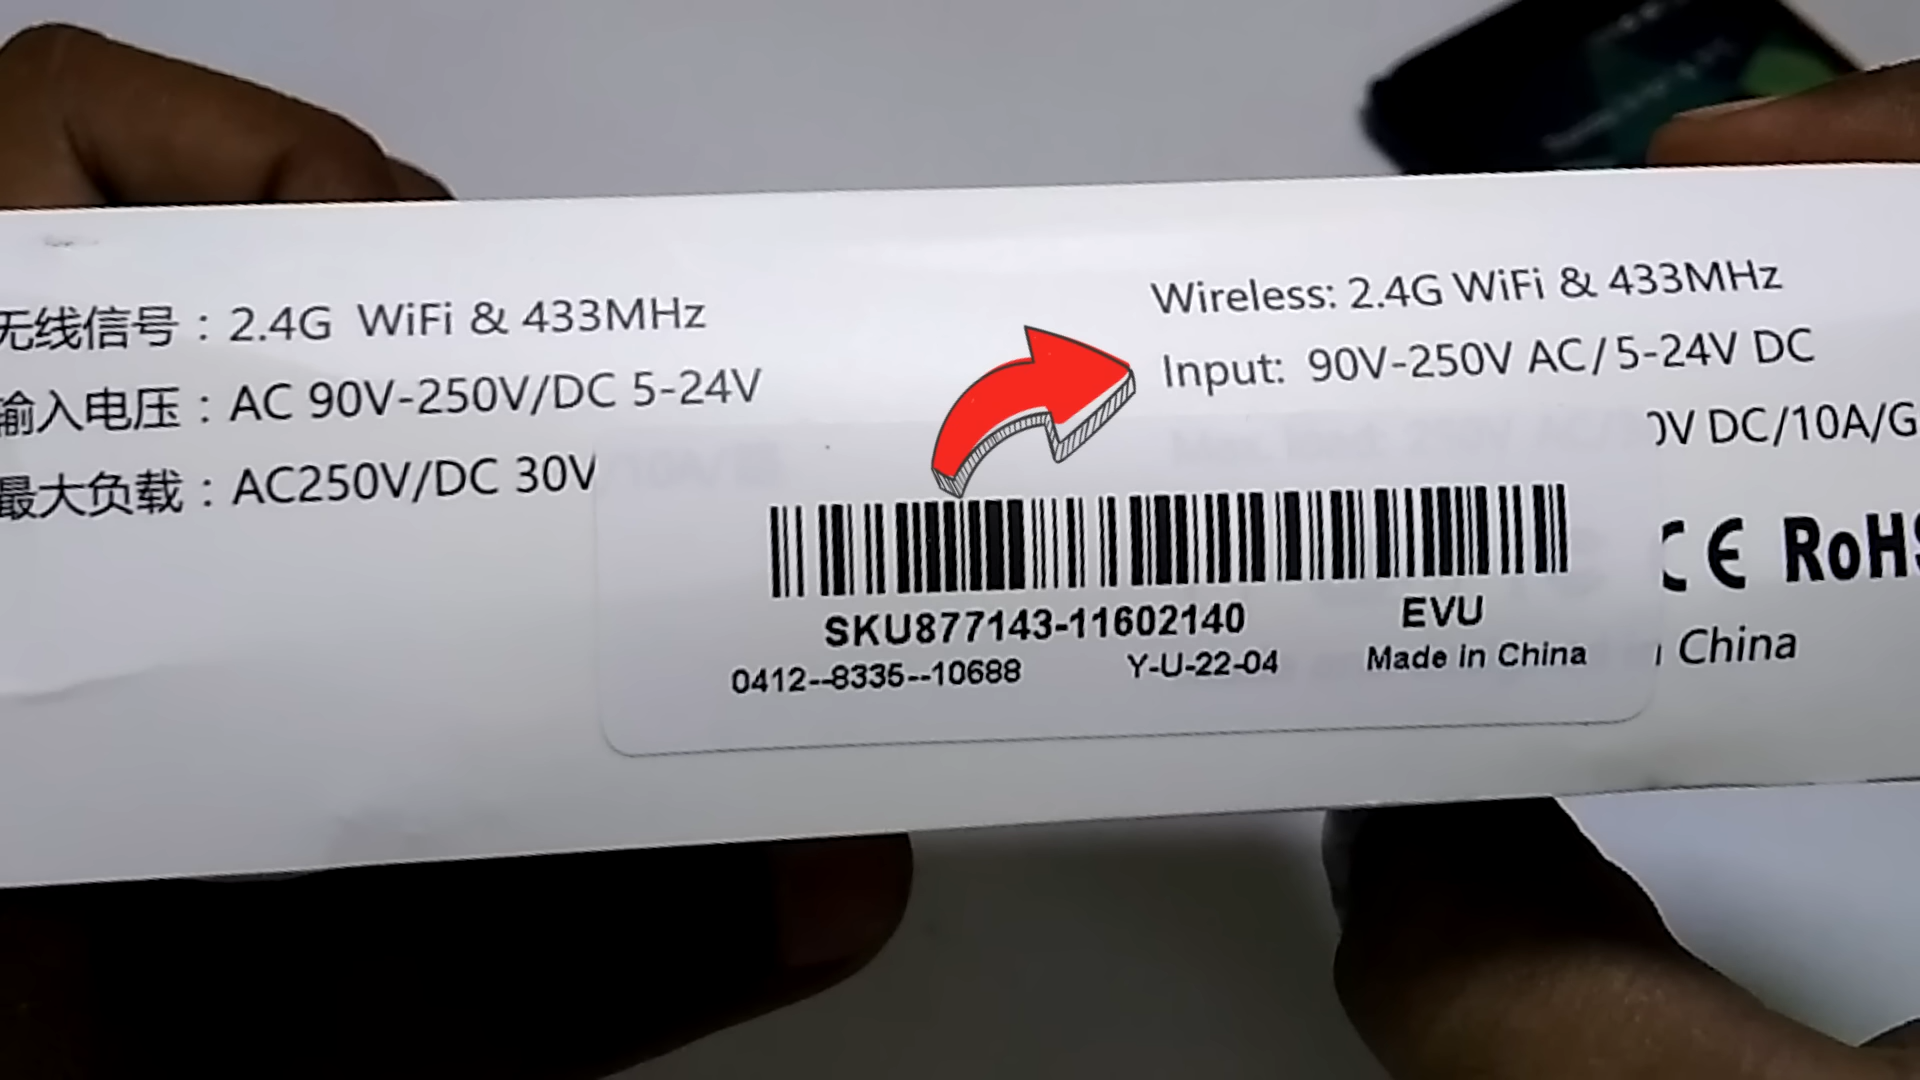 无线信号：2.4G WiFi & 433MHz
输入电压：AC 90V-250V/DC 5-24V
最大负载：AC250V/DC 30V
Wireless: 2.4G WiFi & 433MHz
Input: 90V-250V AC/5-24V DC
0V DC/10A/G
CE RoHS
China
SKU877143-11602140 EVU
0412--8335--10688 Y-U-22-04 Made in China